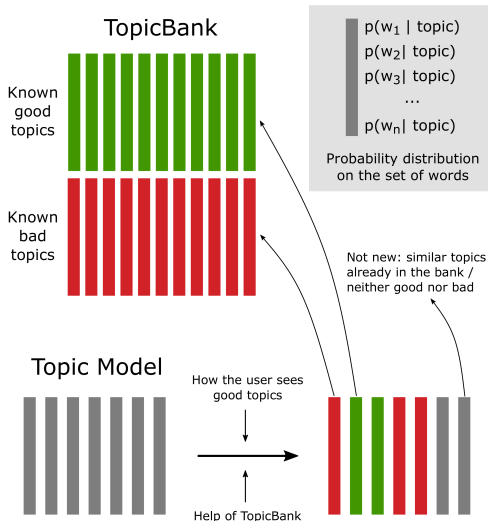 TopicBank
Known
good
topics
Known
bad
topics
p(w1 | topic)
p(w2| topic)
p(w3| topic)
...
p(wn| topic)
Probability distribution
on the set of words
Not new: similar topics
already in the bank /
neither good nor bad
Topic Model
How the user sees
good topics
Help of TopicBank